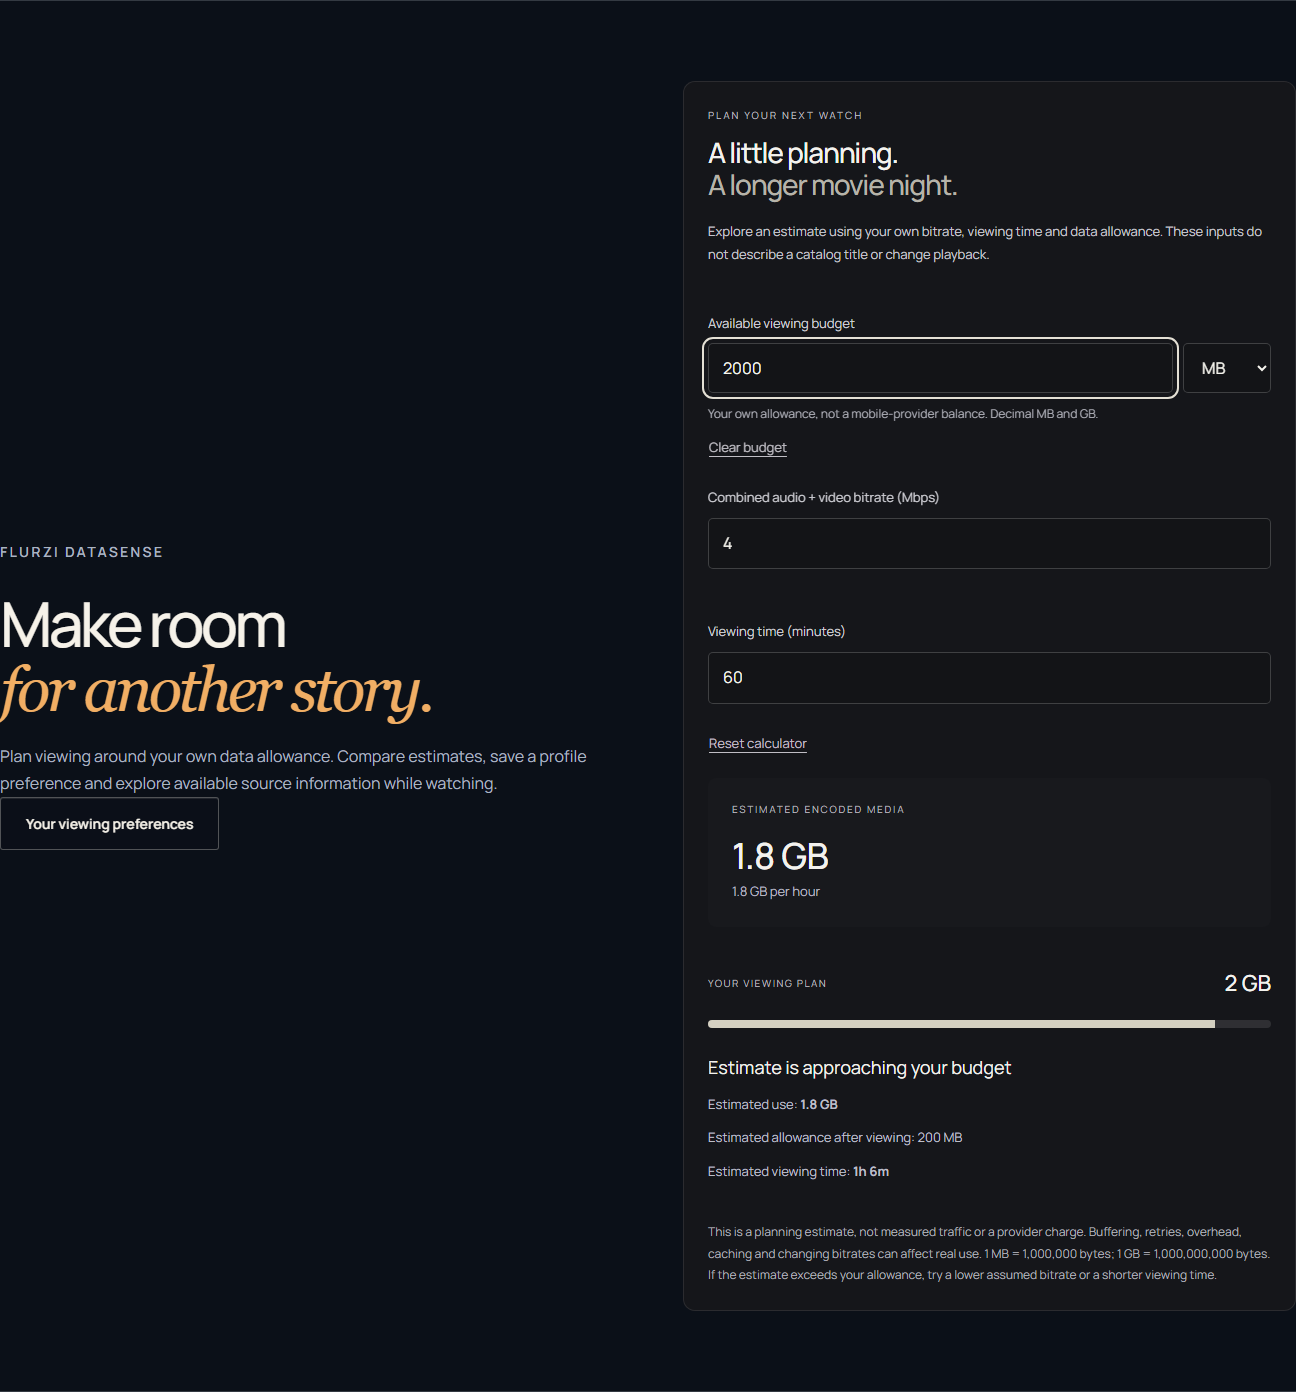 FLURZI DATASENSE
Make room
for another story.
Plan viewing around your own data allowance. Compare estimates, save a profile
preference and explore available source information while watching.
Your viewing preferences
PLAN YOUR NEXT WATCH
A little planning.
A longer movie night.
Explore an estimate using your own bitrate, viewing time and data allowance. These inputs do
not describe a catalog title or change playback.
Available viewing budget
2000
MB
Your own allowance, not a mobile-provider balance. Decimal MB and GB.
Clear budget
Combined audio + video bitrate (Mbps)
4
Viewing time (minutes)
60
Reset calculator
ESTIMATED ENCODED MEDIA
1.8 GB
1.8 GB per hour
YOUR VIEWING PLAN
2 GB
Estimate is approaching your budget
Estimated use: 1.8 GB
Estimated allowance after viewing: 200 MB
Estimated viewing time: 1h 6m
This is a planning estimate, not measured traffic or a provider charge. Buffering, retries, overhead,
caching and changing bitrates can affect real use. 1 MB = 1,000,000 bytes; 1 GB = 1,000,000,000 bytes.
If the estimate exceeds your allowance, try a lower assumed bitrate or a shorter viewing time.